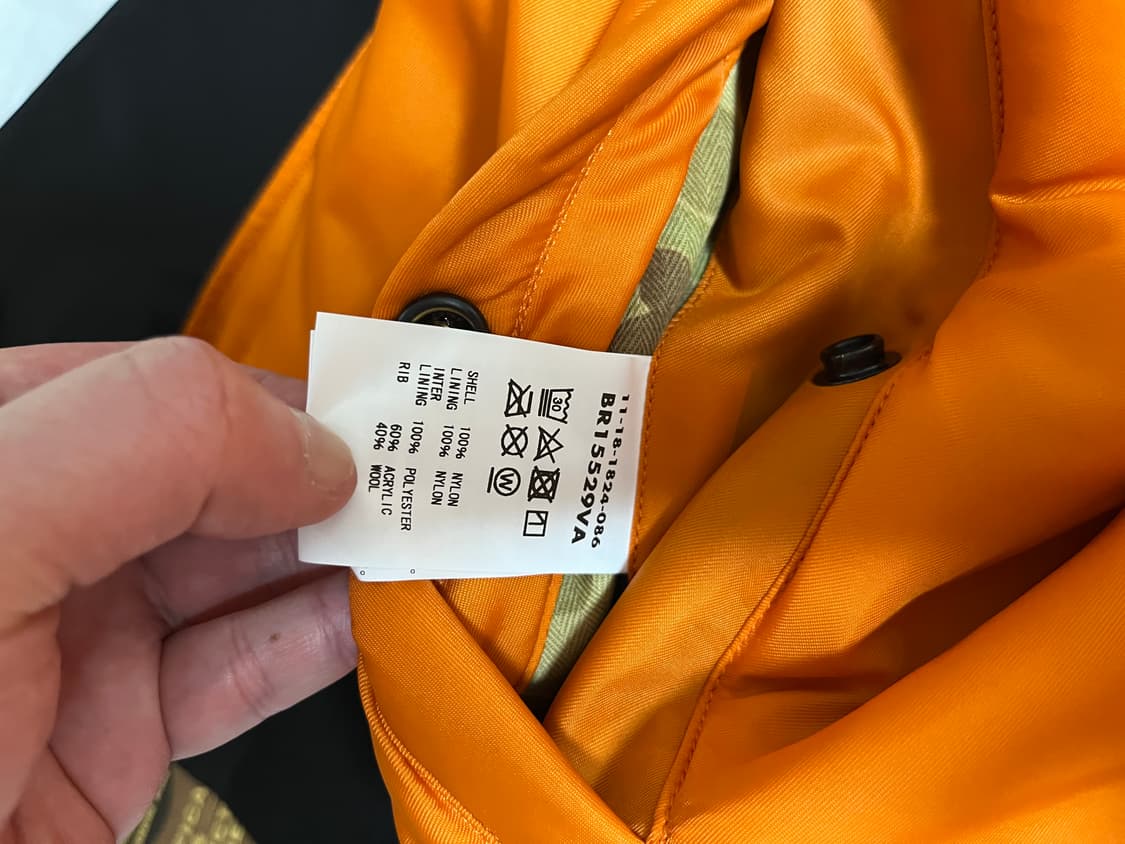 11-18-1824-086
BR15529VA
30
W
SHELL 100% NYLON
LINING 100% NYLON
INTER
LINING 100% POLYESTER
RIB 60% ACRYLIC
40% WOOL